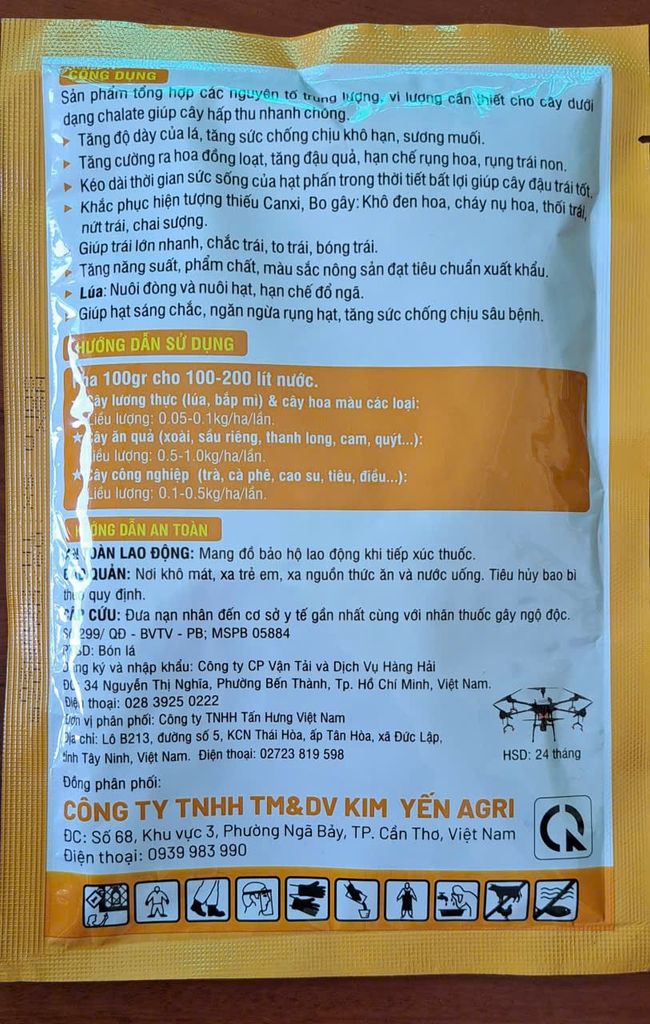 CÔNG DỤNG
Sản phẩm tổng hợp các nguyên tố trung lượng, vi lượng cần thiết cho cây dưới
dạng chalate giúp cây hấp thu nhanh chóng.
Tăng độ dày của lá, tăng sức chống chịu khô hạn, sương muối.
Tăng cường ra hoa đồng loạt, tăng đậu quả, hạn chế rụng hoa, rụng trái non.
Kéo dài thời gian sức sống của hạt phấn trong thời tiết bất lợi giúp cây đậu trái tốt.
Khắc phục hiện tượng thiếu Canxi, Bo gây: Khô đen hoa, cháy nụ hoa, thối trái,
nứt trái, chai sượng.
Giúp trái lớn nhanh, chắc trái, to trái, bóng trái.
Tăng năng suất, phẩm chất, màu sắc nông sản đạt tiêu chuẩn xuất khẩu.
Lúa: Nuôi đòng và nuôi hạt, hạn chế đổ ngã.
Giúp hạt sáng chắc, ngăn ngừa rụng hạt, tăng sức chống chịu sâu bệnh.
HƯỚNG DẪN SỬ DỤNG
Pha 100gr cho 100-200 lít nước.
Cây lương thực (lúa, bắp mì) & cây hoa màu các loại:
Liều lượng: 0.05-0.1kg/ha/lần.
Cây ăn quả (xoài, sầu riêng, thanh long, cam, quýt...):
Liều lượng: 0.5-1.0kg/ha/lần.
Cây công nghiệp (trà, cà phê, cao su, tiêu, điều...):
Liều lượng: 0.1-0.5kg/ha/lần.
HƯỚNG DẪN AN TOÀN
AN TOÀN LAO ĐỘNG: Mang đồ bảo hộ lao động khi tiếp xúc thuốc.
BẢO QUẢN: Nơi khô mát, xa trẻ em, xa nguồn thức ăn và nước uống. Tiêu hủy bao bì
theo quy định.
CẤP CỨU: Đưa nạn nhân đến cơ sở y tế gần nhất cùng với nhãn thuốc gây ngộ độc.
Số 299/ QĐ - BVTV - PB; MSPB 05884
PTSD: Bón lá
Đăng ký và nhập khẩu: Công ty CP Vận Tải và Dịch Vụ Hàng Hải
ĐC: 34 Nguyễn Thị Nghĩa, Phường Bến Thành, Tp. Hồ Chí Minh, Việt Nam.
Điện thoại: 028 3925 0222
Đơn vị phân phối: Công ty TNHH Tấn Hưng Việt Nam
Địa chỉ: Lô B213, đường số 5, KCN Thái Hòa, ấp Tân Hòa, xã Đức Lập,
tỉnh Tây Ninh, Việt Nam. Điện thoại: 02723 819 598
HSD: 24 tháng
Đồng phân phối:
CÔNG TY TNHH TM&DV KIM YẾN AGRI
ĐC: Số 68, Khu vực 3, Phường Ngã Bảy, TP. Cần Thơ, Việt Nam
Điện thoại: 0939 983 990